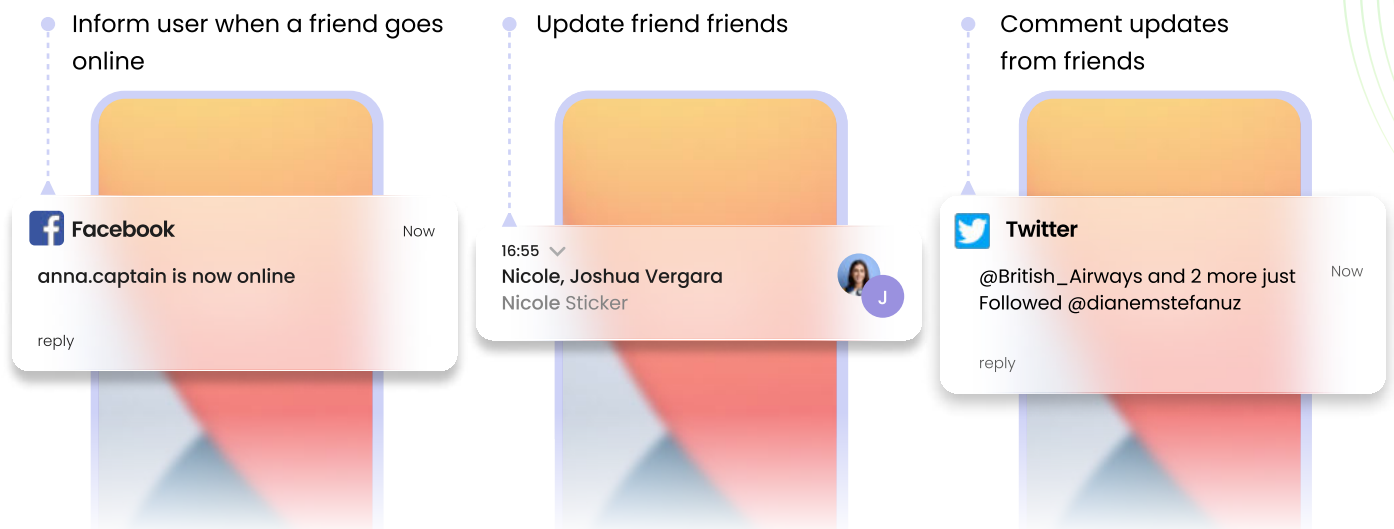 Inform user when a friend goes
online
Facebook
Now
anna.captain is now online
reply
Update friend friends
16:55
Nicole, Joshua Vergara
Nicole Sticker
J
Comment updates
from friends
Twitter
@British_Airways and 2 more just
Now
Followed @dianemstefanuz
reply